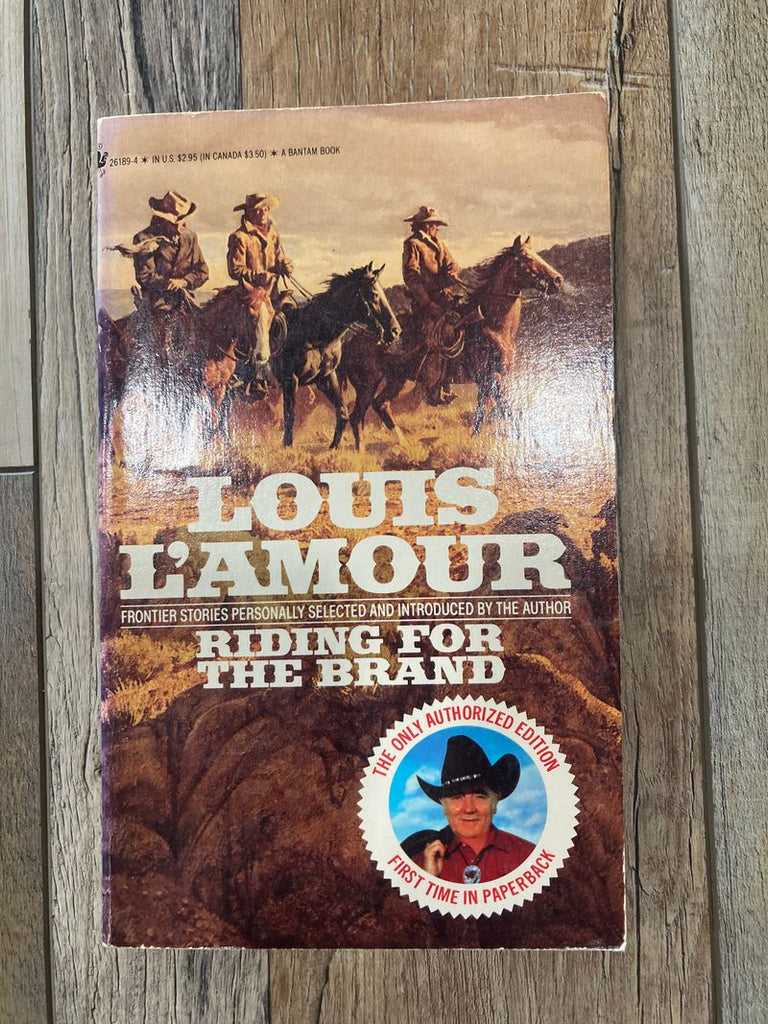 26189-4 ★ IN U.S. $2.95 (IN CANADA $3.50) ★ A BANTAM BOOK
LOUIS
L'AMOUR
FRONTIER STORIES PERSONALLY SELECTED AND INTRODUCED BY THE AUTHOR
RIDING FOR
THE BRAND
THE ONLY AUTHORIZED EDITION
FIRST TIME IN PAPERBACK